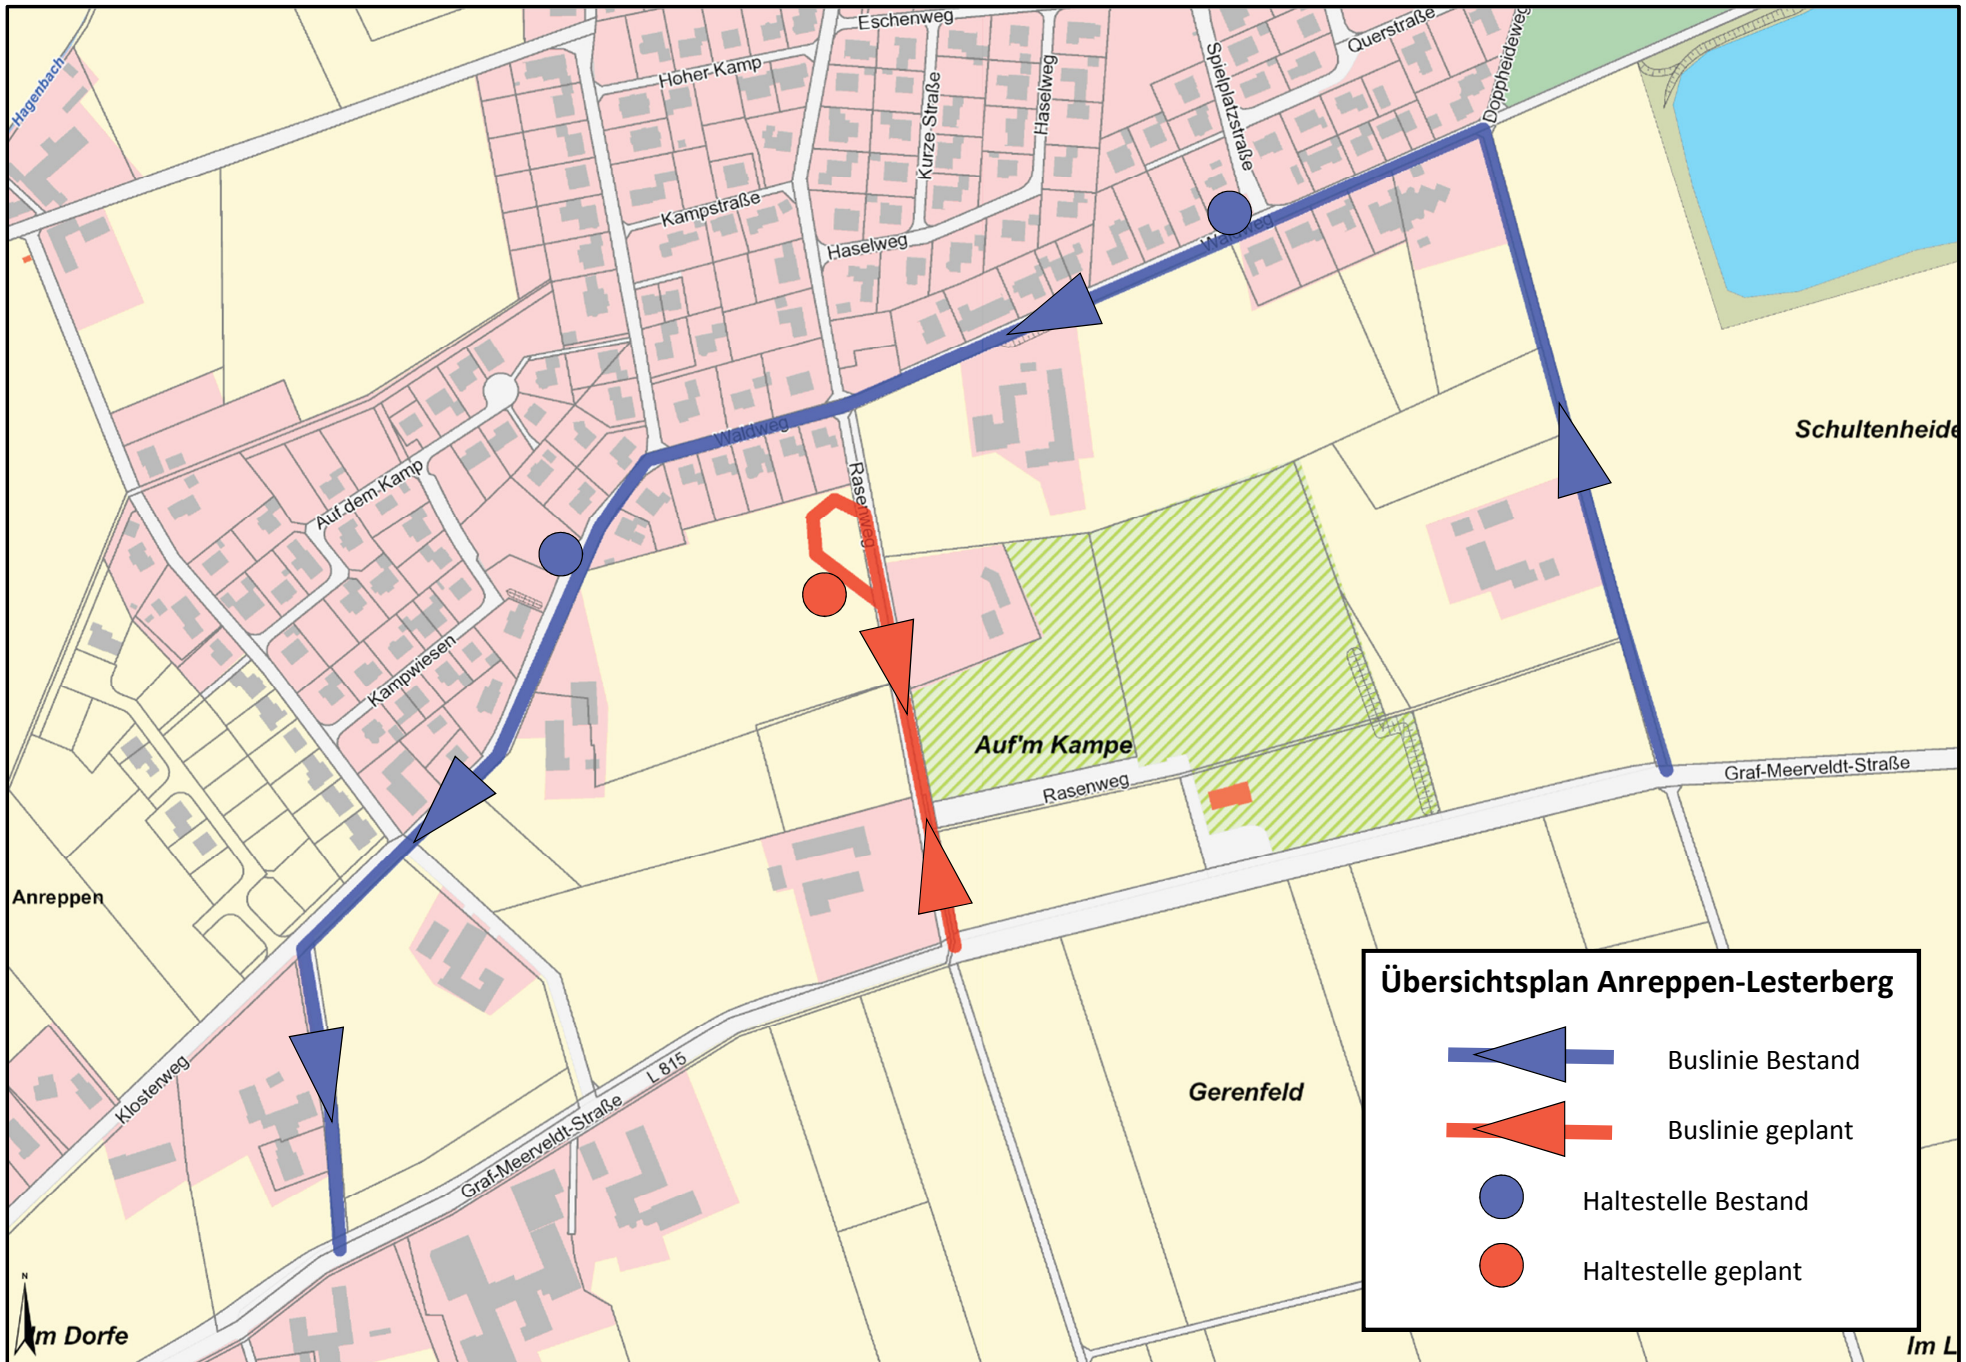 Eschenweg
Querstraße
Doppheideweg
Hagenbach
Hoher Kamp
Kurze Straße
Haselweg
Spielplatzstraße
Kampstraße
Haselweg
Waldweg
Waldweg
Schultenheide
Auf dem Kamp
Rasenweg
Kampwiesen
Auf'm Kampe
Rasenweg
Graf-Meerveldt-Straße
Anreppen
Klosterweg
L 815
Graf-Meerveldt-Straße
Gerenfeld
Übersichtsplan Anreppen-Lesterberg
Buslinie Bestand
Buslinie geplant
Haltestelle Bestand
Haltestelle geplant
N
Im Dorfe
Im L